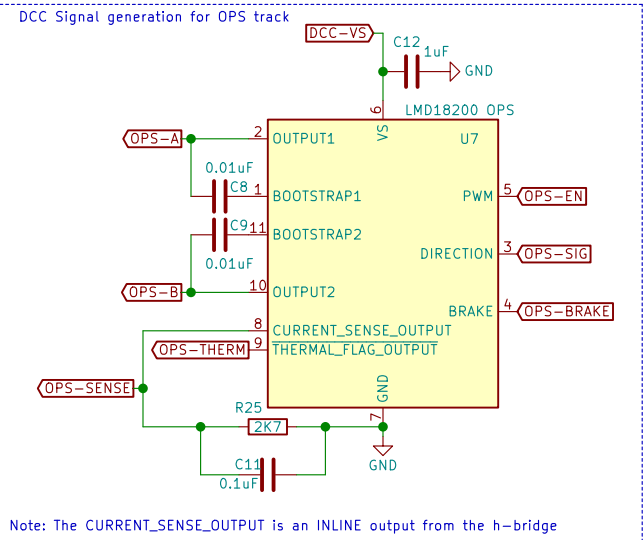 DCC Signal generation for OPS track
DCC-VS
C12
1uF
GND
6
LMD18200 OPS
VS
U7
OPS-A
2
OUTPUT1
0.01uF
C8
1
BOOTSTRAP1
PWM
5
OPS-EN
C9
11
BOOTSTRAP2
0.01uF
DIRECTION
3
OPS-SIG
OPS-B
10
OUTPUT2
BRAKE
4
OPS-BRAKE
8
CURRENT_SENSE_OUTPUT
OPS-THERM
9
THERMAL_FLAG_OUTPUT
OPS-SENSE
GND
7
R25
2K7
GND
C11
0.1uF
Note: The CURRENT_SENSE_OUTPUT is an INLINE output from the h-bridge